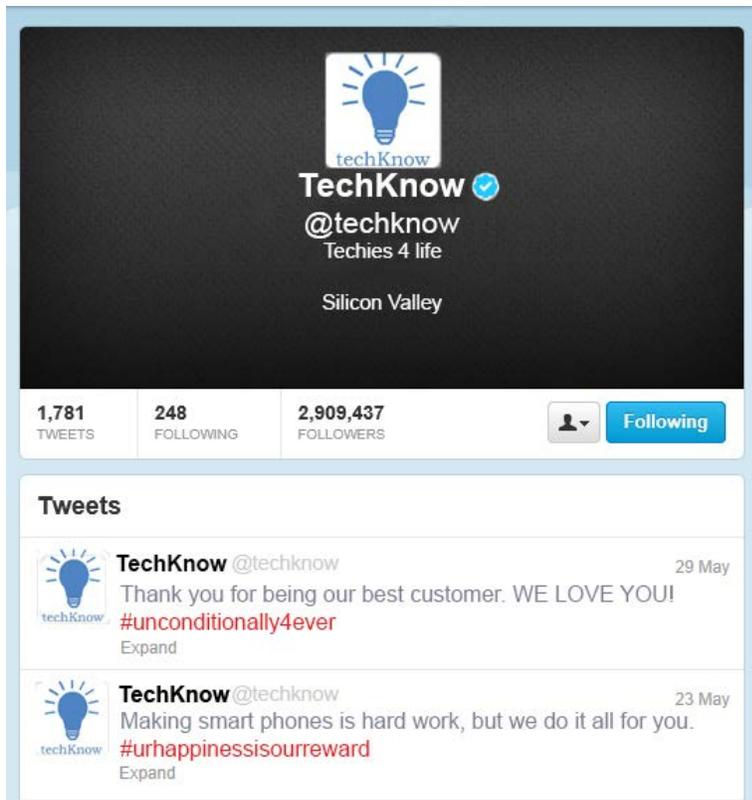 techKnow
TechKnow
@techknow
Techies 4 life
Silicon Valley
1,781
TWEETS
248
FOLLOWING
2,909,437
FOLLOWERS
Following
Tweets
TechKnow @techknow
29 May
techKnow
Thank you for being our best customer. WE LOVE YOU!
#unconditionally4ever
Expand
TechKnow @techknow
23 May
techKnow
Making smart phones is hard work, but we do it all for you.
#urhappinessisourreward
Expand